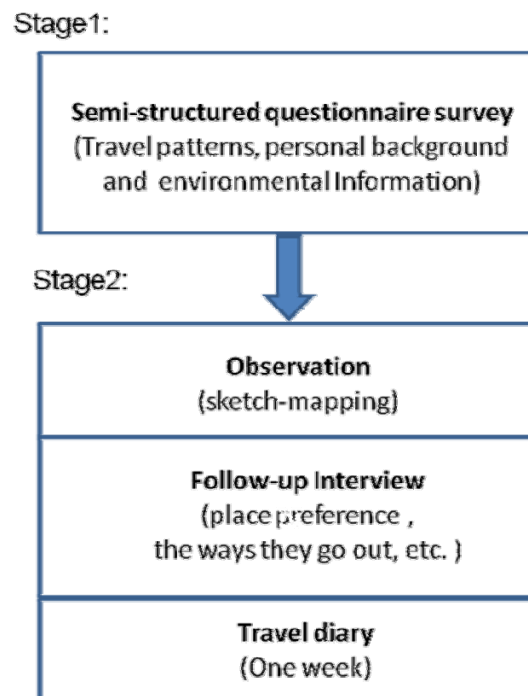 Stage1:
Semi-structured questionnaire survey
(Travel patterns, personal background
and environmental Information)
Stage2:
Observation
(sketch-mapping)
Follow-up Interview
(place preference ,
the ways they go out, etc. )
Travel diary
(One week)